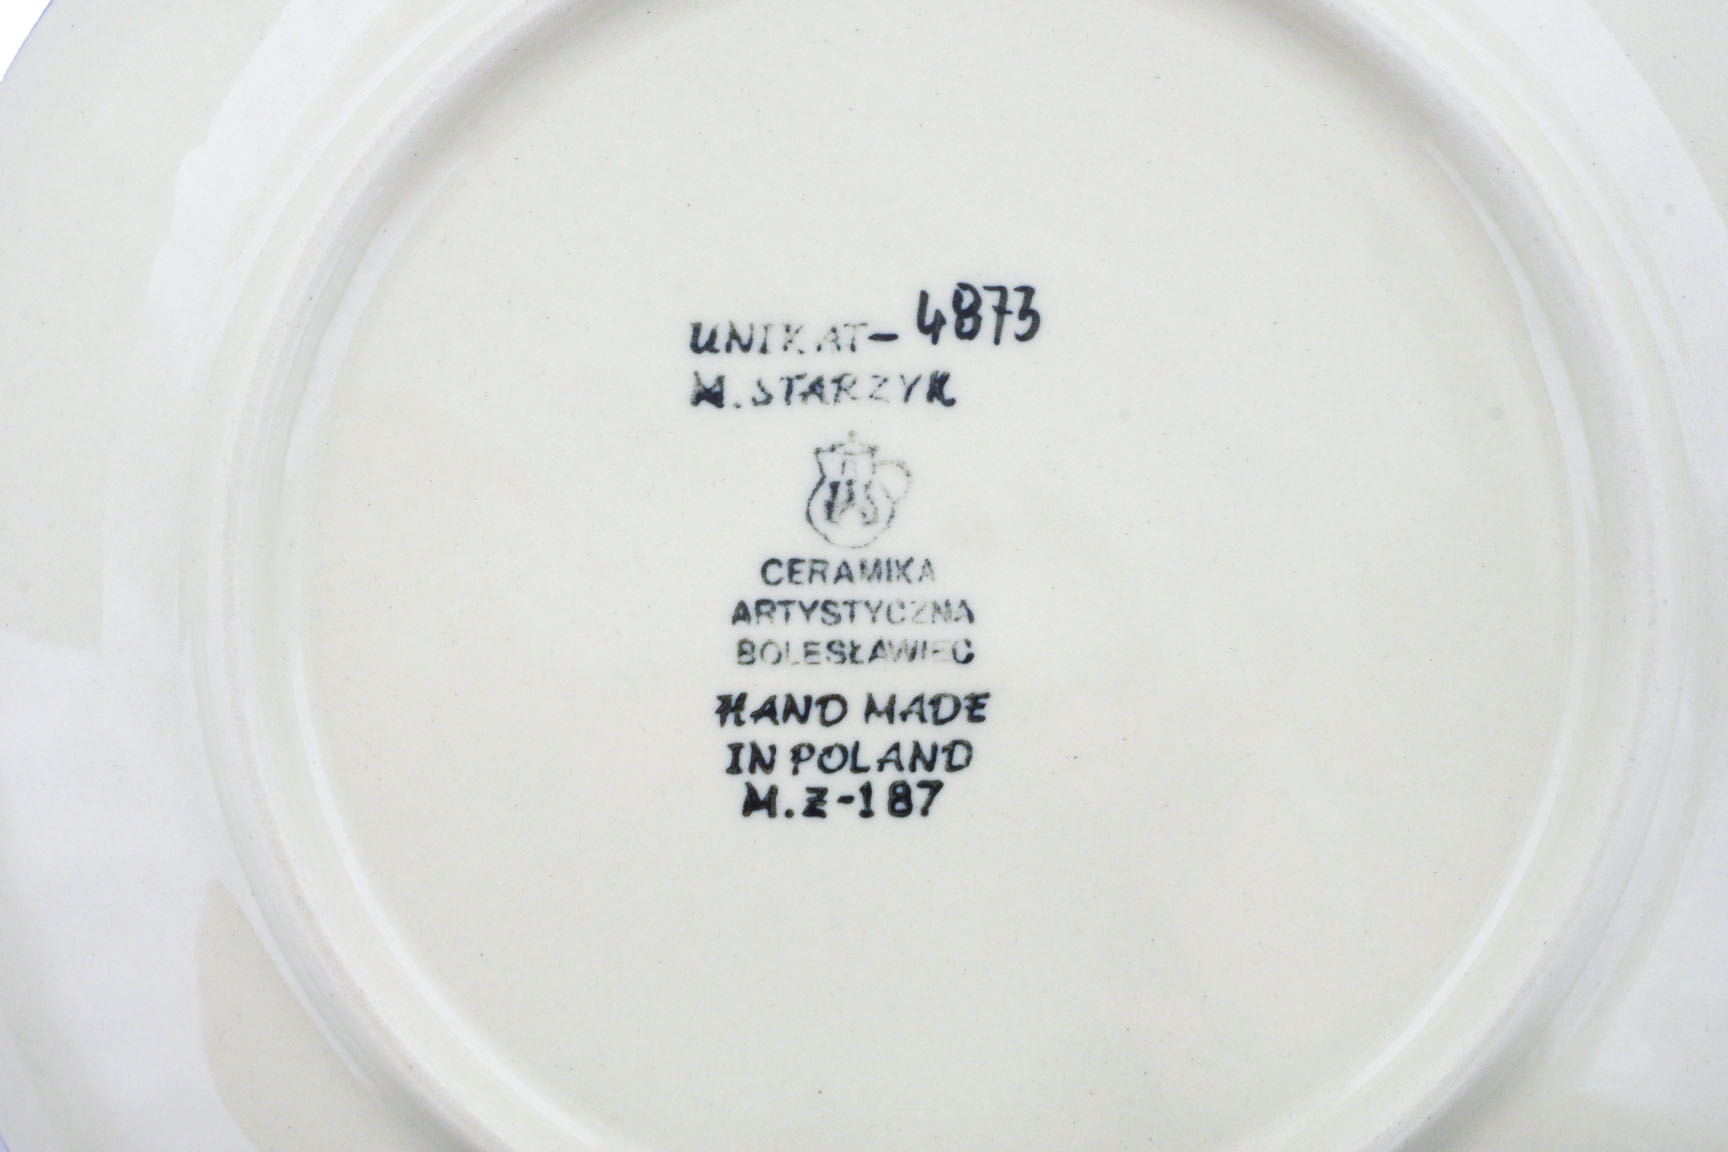 UNIKAT-4873
M. STARZYK
CERAMIKA
ARTYSTYCZNA
BOLESŁAWIEC
HAND MADE
IN POLAND
M.Z-187